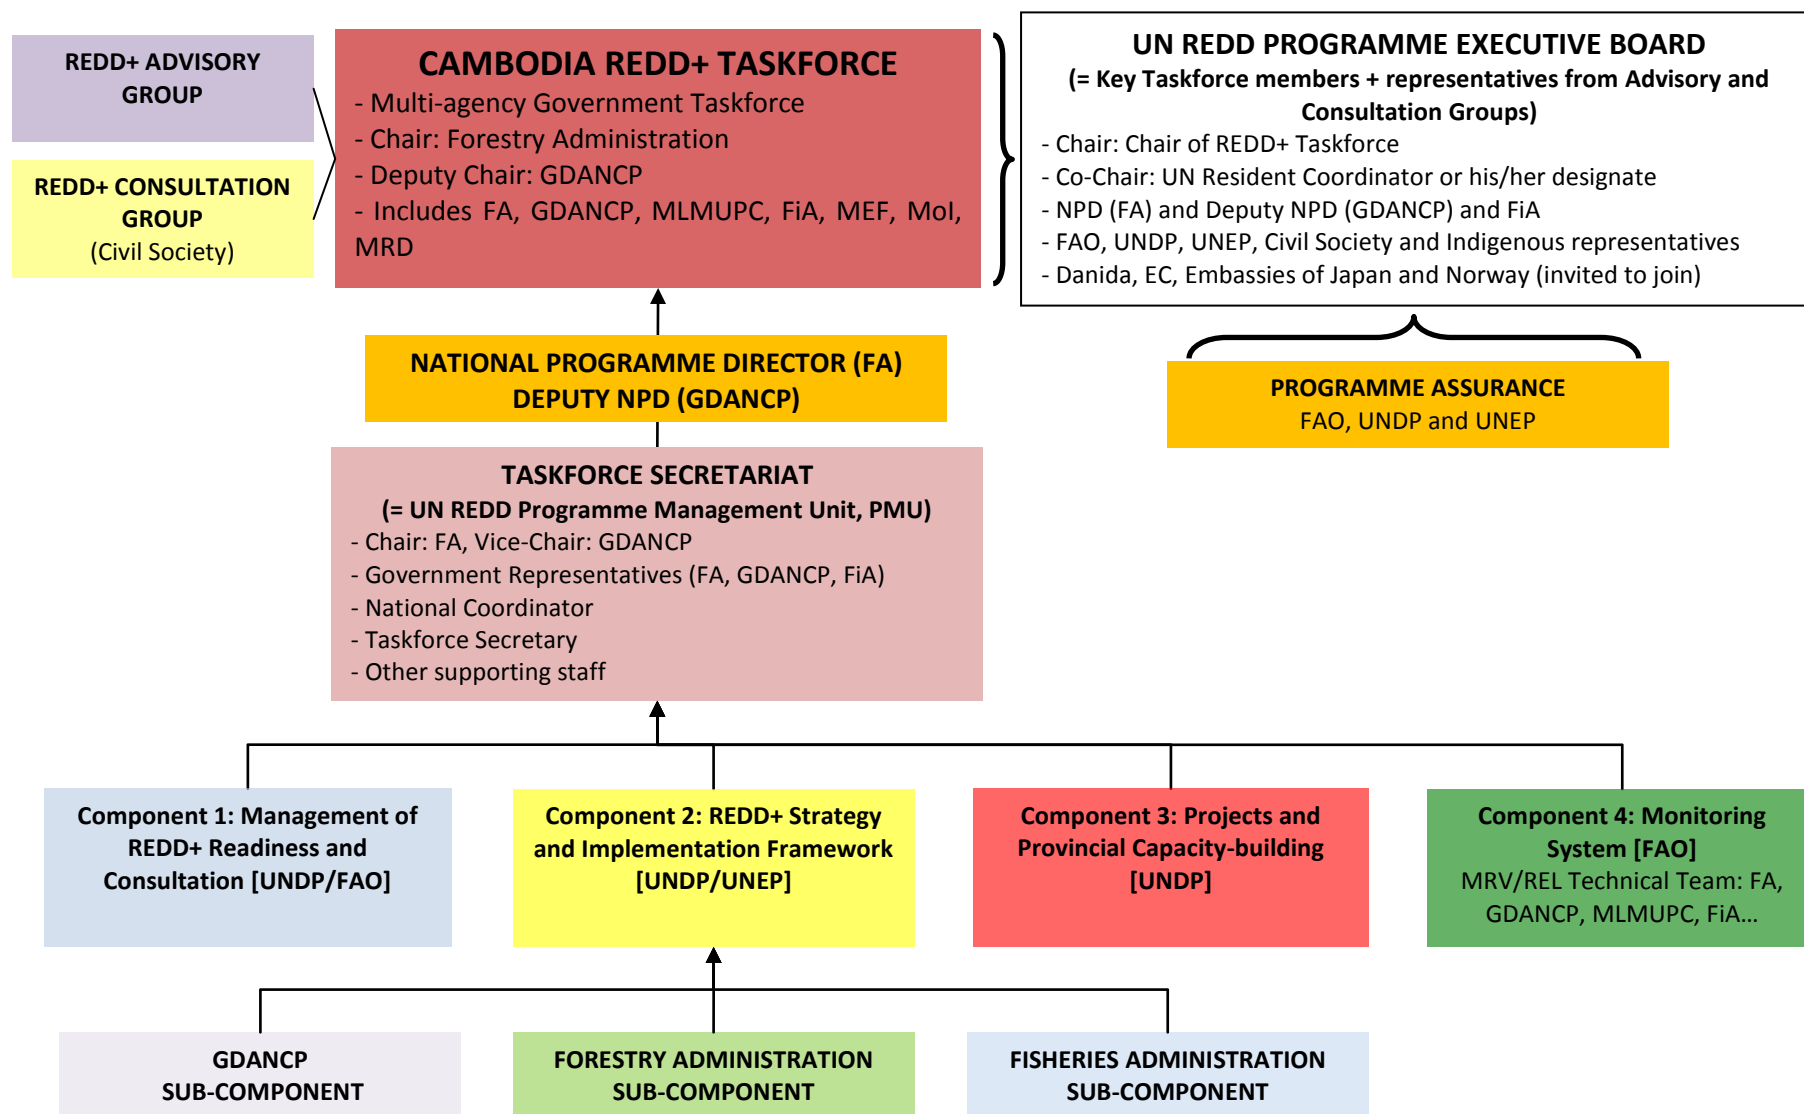 REDD+ ADVISORY
GROUP
REDD+ CONSULTATION
GROUP
(Civil Society)
CAMBODIA REDD+ TASKFORCE
- Multi-agency Government Taskforce
- Chair: Forestry Administration
- Deputy Chair: GDANCP
- Includes FA, GDANCP, MLMUPC, FiA, MEF, MoI,
MRD
UN REDD PROGRAMME EXECUTIVE BOARD
(= Key Taskforce members + representatives from Advisory and
Consultation Groups)
- Chair: Chair of REDD+ Taskforce
- Co-Chair: UN Resident Coordinator or his/her designate
- NPD (FA) and Deputy NPD (GDANCP) and FiA
- FAO, UNDP, UNEP, Civil Society and Indigenous representatives
- Danida, EC, Embassies of Japan and Norway (invited to join)
NATIONAL PROGRAMME DIRECTOR (FA)
DEPUTY NPD (GDANCP)
PROGRAMME ASSURANCE
FAO, UNDP and UNEP
TASKFORCE SECRETARIAT
(= UN REDD Programme Management Unit, PMU)
- Chair: FA, Vice-Chair: GDANCP
- Government Representatives (FA, GDANCP, FiA)
- National Coordinator
- Taskforce Secretary
- Other supporting staff
Component 1: Management of
REDD+ Readiness and
Consultation [UNDP/FAO]
Component 2: REDD+ Strategy
and Implementation Framework
[UNDP/UNEP]
Component 3: Projects and
Provincial Capacity-building
[UNDP]
Component 4: Monitoring
System [FAO]
MRV/REL Technical Team: FA,
GDANCP, MLMUPC, FiA…
GDANCP
SUB-COMPONENT
FORESTRY ADMINISTRATION
SUB-COMPONENT
FISHERIES ADMINISTRATION
SUB-COMPONENT